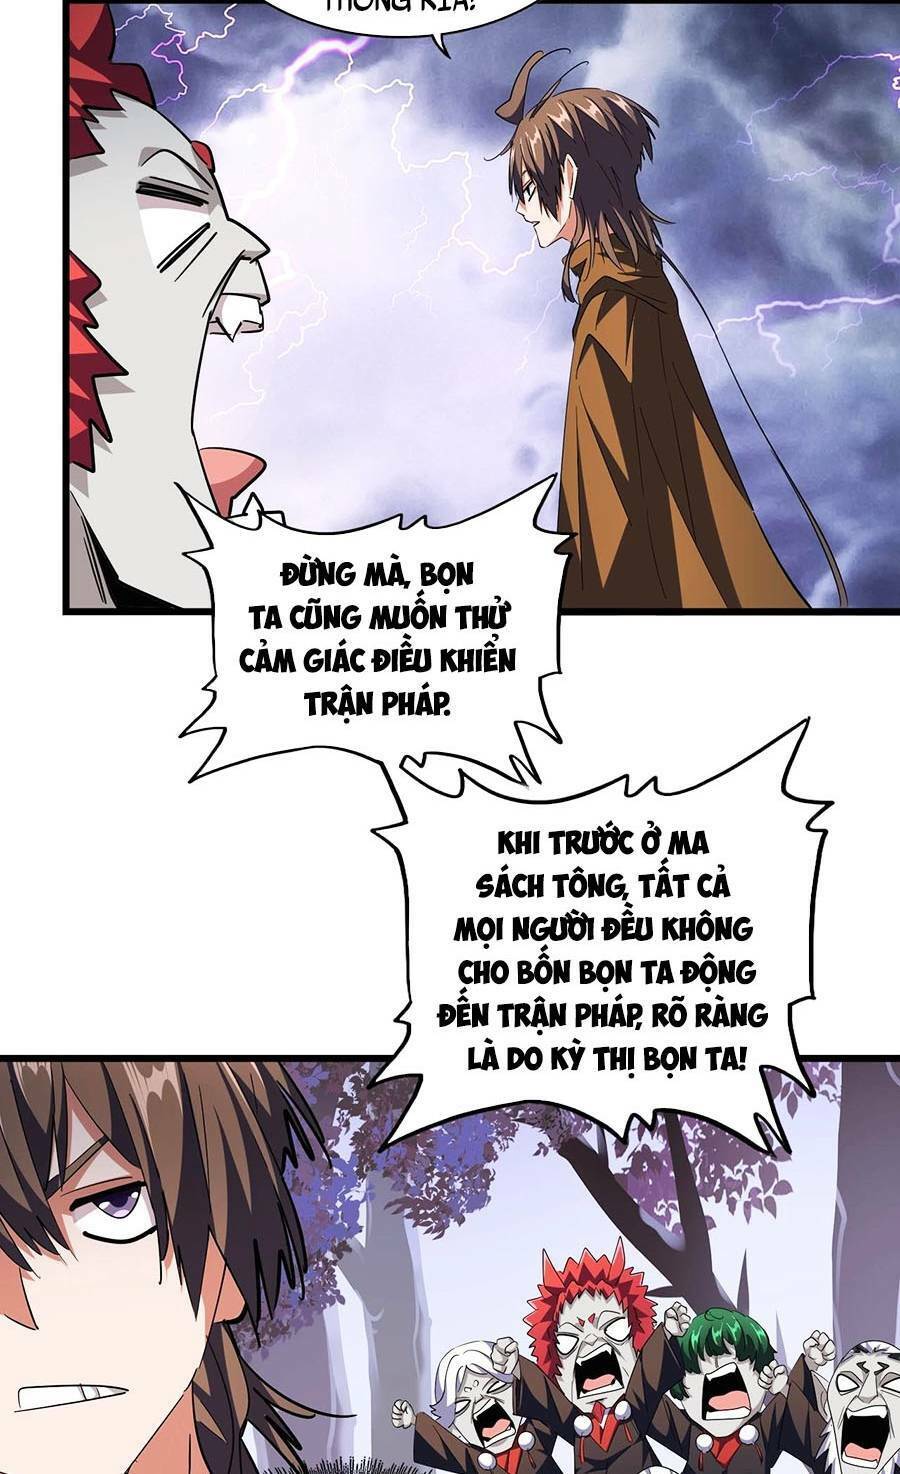 THỐNG KIA?
ĐỪNG MÀ, BỌN
TA CŨNG MUỐN THỬ
CẢM GIÁC ĐIỀU KHIỂN
TRẬN PHÁP.
KHI TRƯỚC Ở MA
SÁCH TÔNG, TẤT CẢ
MỌI NGƯỜI ĐỀU KHÔNG
CHO BỐN BỌN TA ĐỘNG
ĐẾN TRẬN PHÁP, RÕ RÀNG
LÀ DO KỲ THỊ BỌN TA!